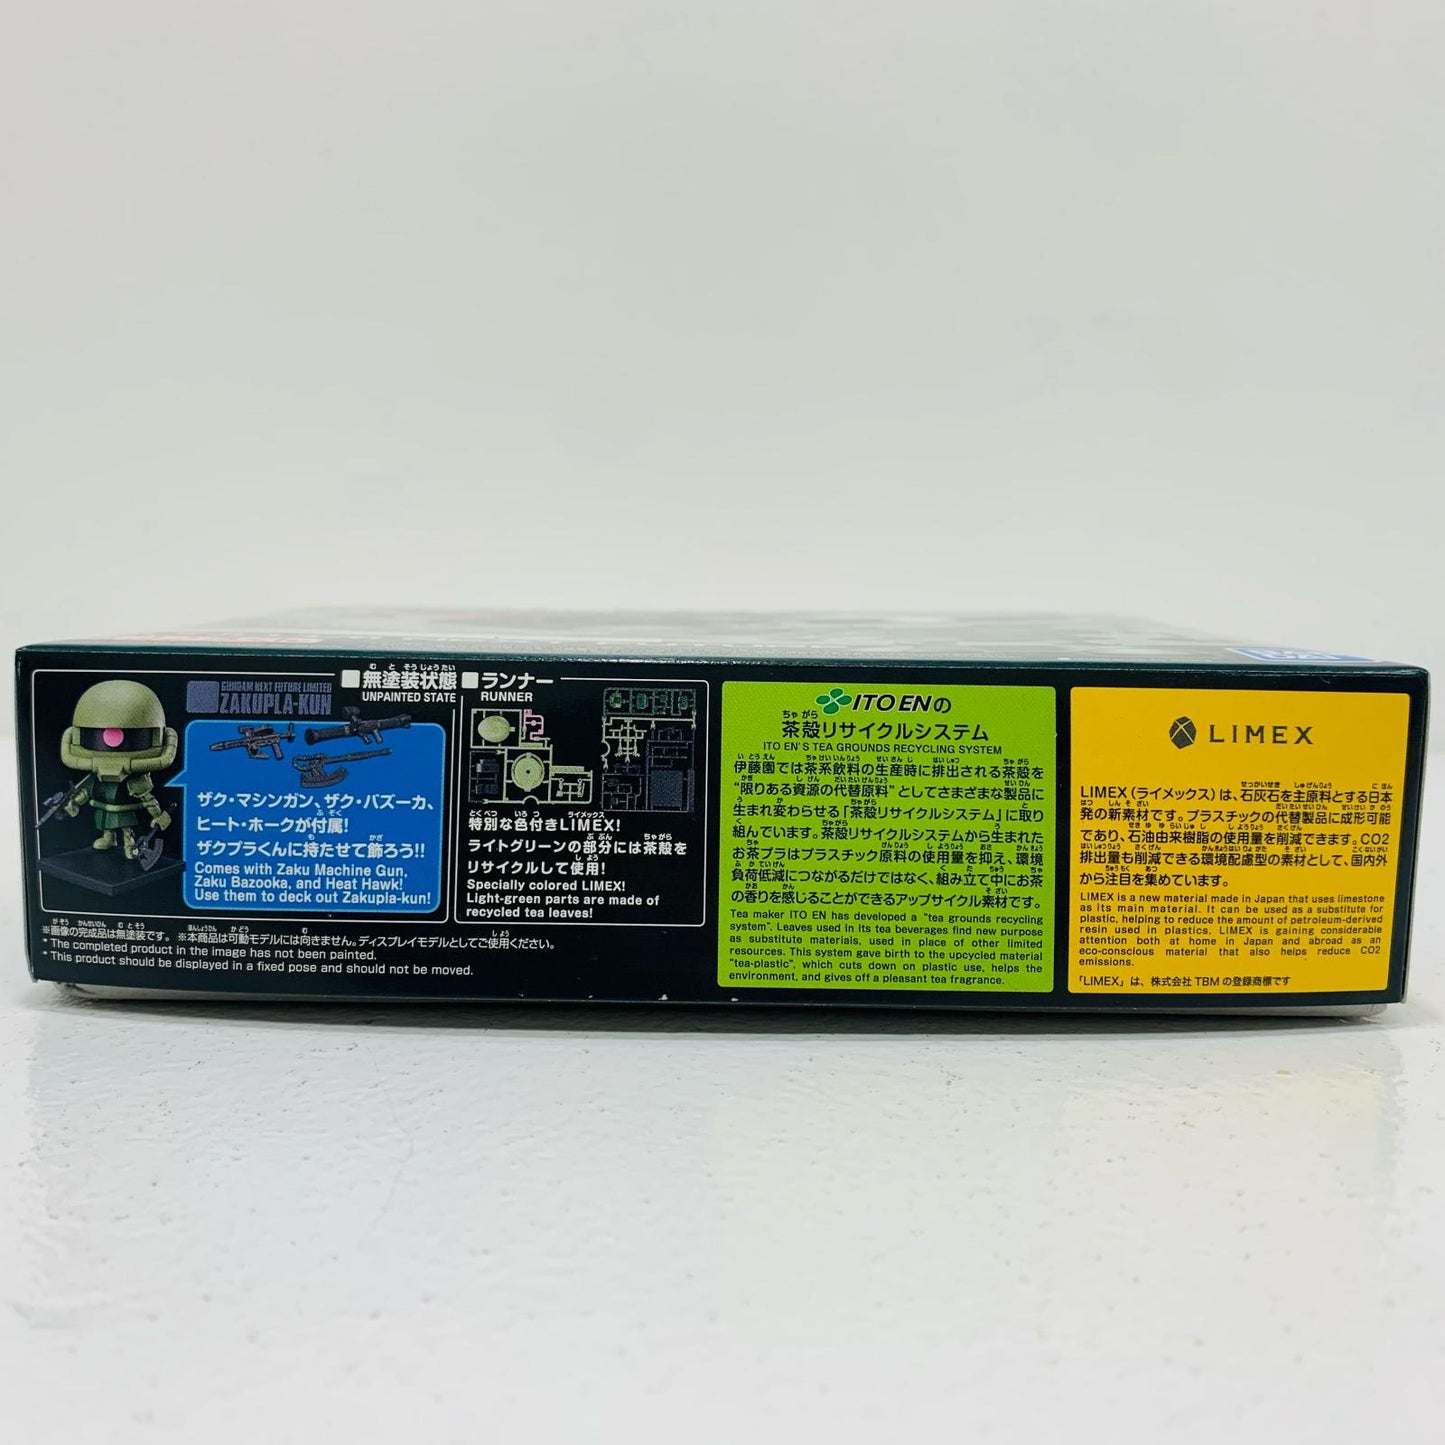 GUNDAM NEXT FUTURE LIMITED
ZAKUPLA-KUN
■無塗装状態
UNPAINTED STATE
ザク・マシンガン、ザク・バズーカ、
ヒート・ホークが付属!
ザクプラくんに持たせて飾ろう!!
Comes with Zaku Machine Gun,
Zaku Bazooka, and Heat Hawk!
Use them to deck out Zakupla-kun!
■ランナー
RUNNER
特別な色付きLIMEX!
ライトグリーンの部分には茶殻を
リサイクルして使用!
Specially colored LIMEX!
Light-green parts are made of
recycled tea leaves!
※画像の完成品は無塗装です。 ※本商品は可動モデルには向きません。ディスプレイモデルとしてご使用ください。
* The completed product in the image has not been painted.
* This product should be displayed in a fixed pose and should not be moved.
ITO ENの
茶殻リサイクルシステム
ITO EN'S TEA GROUNDS RECYCLING SYSTEM
伊藤園では茶系飲料の生産時に排出される茶殻を
"限りある資源の代替原料" としてさまざまな製品に
生まれ変わらせる「茶殻リサイクルシステム」に取り
組んでいます。茶殻リサイクルシステムから生まれた
お茶プラはプラスチック原料の使用量を抑え、環境
負荷低減につながるだけではなく、組み立て中にお茶
の香りを感じることができるアップサイクル素材です。
Tea maker ITO EN has developed a "tea grounds recycling
system". Leaves used in its tea beverages find new purpose
as substitute materials, used in place of other limited
resources. This system gave birth to the upcycled material
"tea-plastic", which cuts down on plastic use, helps the
environment, and gives off a pleasant tea fragrance.
LIMEX
LIMEX (ライメックス) は、石灰石を主原料とする日本
発の新素材です。プラスチックの代替製品に成形可能
であり、石油由来樹脂の使用量を削減できます。CO2
排出量も削減できる環境配慮型の素材として、国内外
から注目を集めています。
LIMEX is a new material made in Japan that uses limestone
as its main material. It can be used as a substitute for
plastic, helping to reduce the amount of petroleum-derived
resin used in plastics. LIMEX is gaining considerable
attention both at home in Japan and abroad as an
eco-conscious material that also helps reduce CO2
emissions.
「LIMEX」は、株式会社 TBM の登録商標です